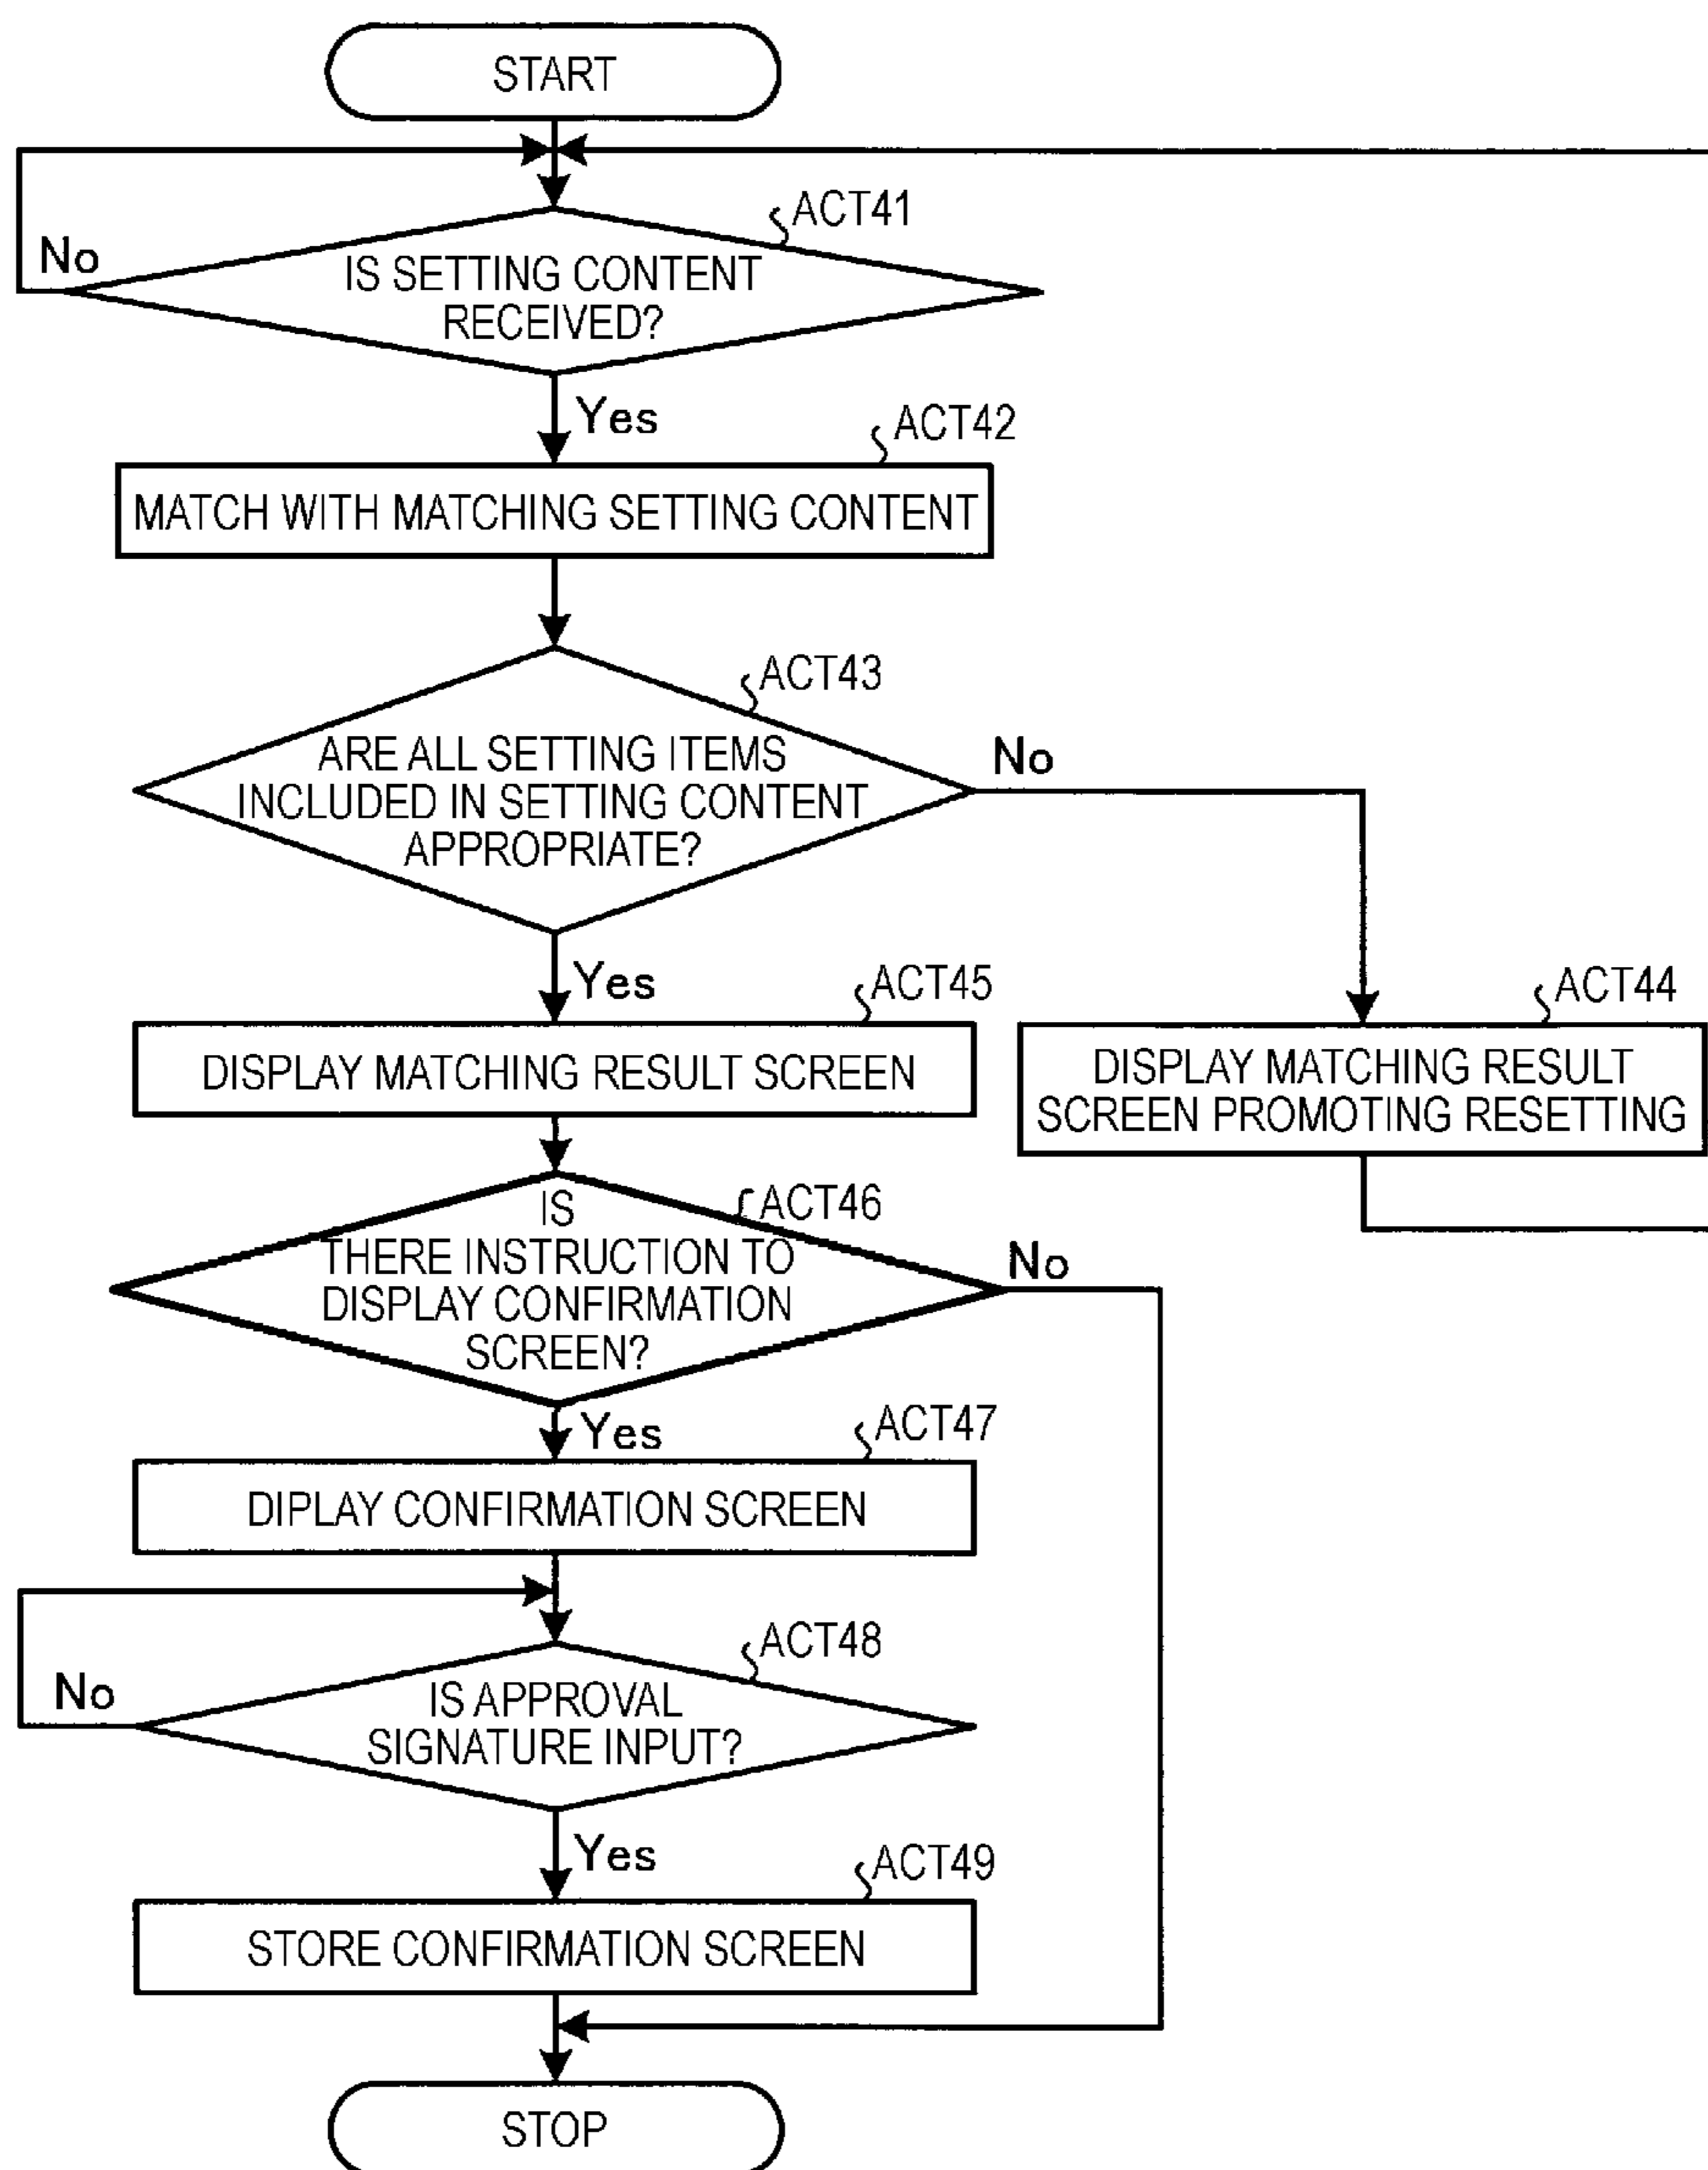 START
ACT41
No
IS SETTING CONTENT
RECEIVED?
Yes
ACT42
MATCH WITH MATCHING SETTING CONTENT
ACT43
ARE ALL SETTING ITEMS
INCLUDED IN SETTING CONTENT
APPROPRIATE?
No
Yes
ACT45
DISPLAY MATCHING RESULT SCREEN
ACT44
DISPLAY MATCHING RESULT
SCREEN PROMOTING RESETTING
ACT46
IS
THERE INSTRUCTION TO
DISPLAY CONFIRMATION
SCREEN?
No
Yes
ACT47
DIPLAY CONFIRMATION SCREEN
ACT48
No
IS APPROVAL
SIGNATURE INPUT?
Yes
ACT49
STORE CONFIRMATION SCREEN
STOP